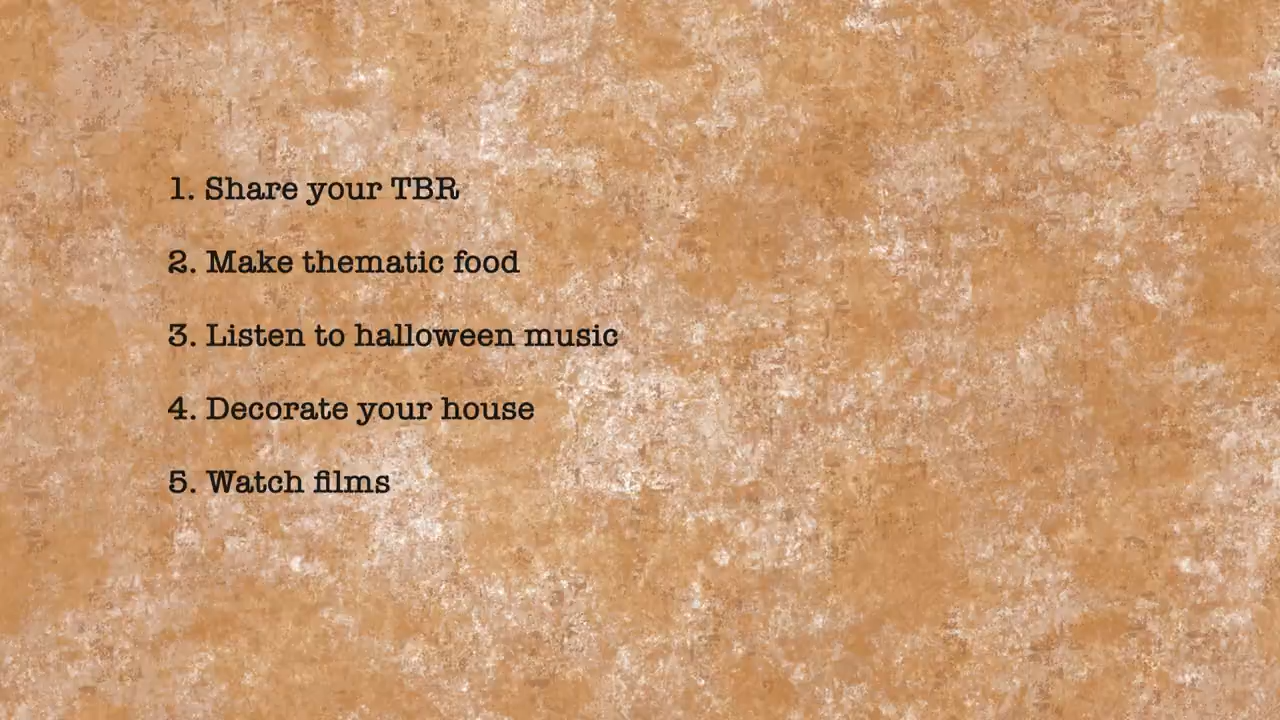 1. Share your TBR
2. Make thematic food
3. Listen to halloween music
4. Decorate your house
5. Watch films